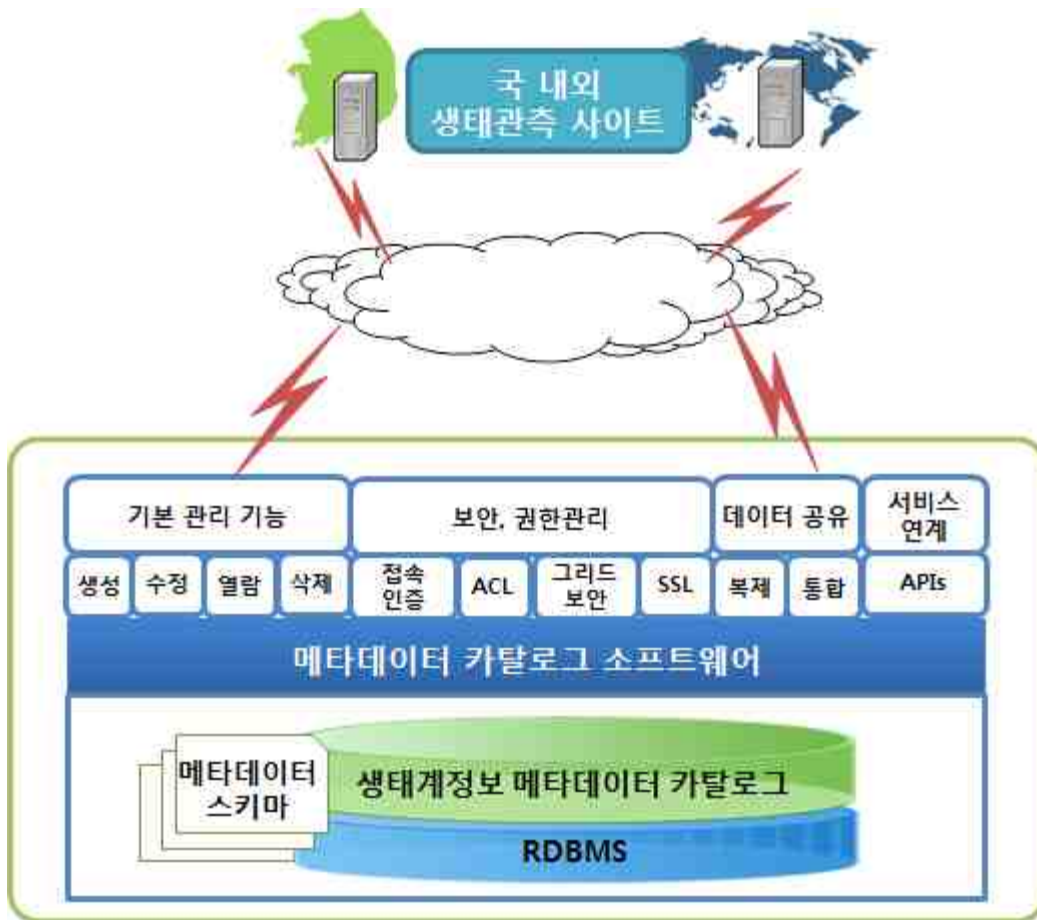 국 내외
생태관측 사이트
기본 관리 기능
보안, 권한관리
데이터 공유
서비스
연계
생성
수정
열람
삭제
접속
인증
ACL
그리드
보안
SSL
복제
통합
APIs
메타데이터 카탈로그 소프트웨어
메타데이터
스키마
생태계정보 메타데이터 카탈로그
RDBMS